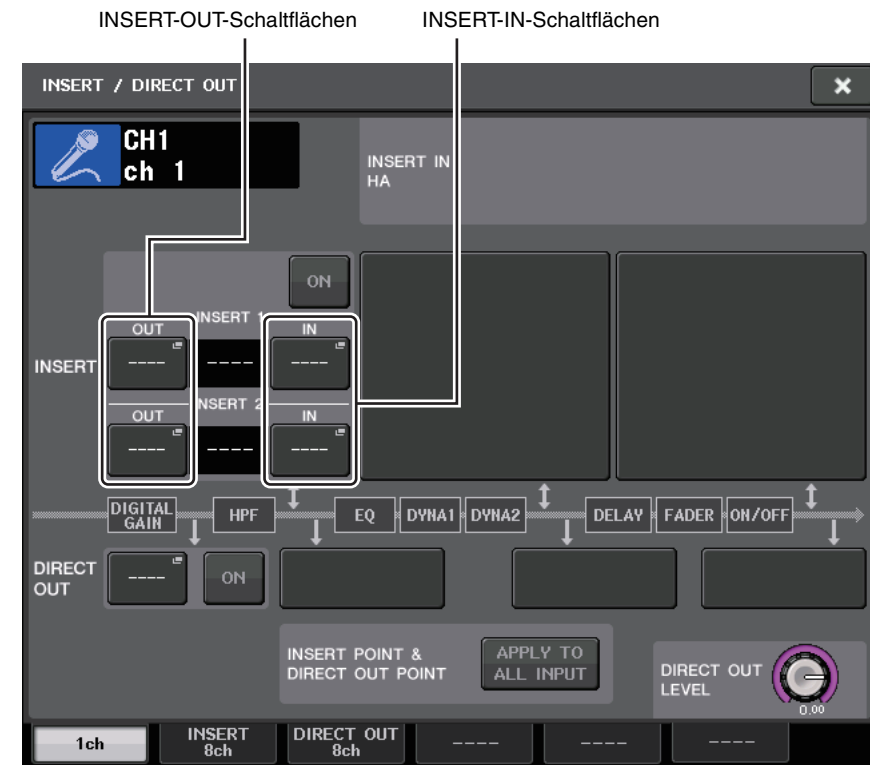 INSERT-OUT-Schaltflächen
INSERT-IN-Schaltflächen
INSERT / DIRECT OUT
CH1
ch 1
INSERT IN
HA
ON
INSERT 1
OUT
IN
INSERT
----
----
----
NSERT 2
OUT
IN
----
----
----
DIGITAL
GAIN
HPF
EQ
DYNA1
DYNA2
DELAY
FADER
ON/OFF
DIRECT
OUT
----
ON
INSERT POINT &
DIRECT OUT POINT
APPLY TO
ALL INPUT
DIRECT OUT
LEVEL
0.00
1ch
INSERT
8ch
DIRECT OUT
8ch
----
----
----